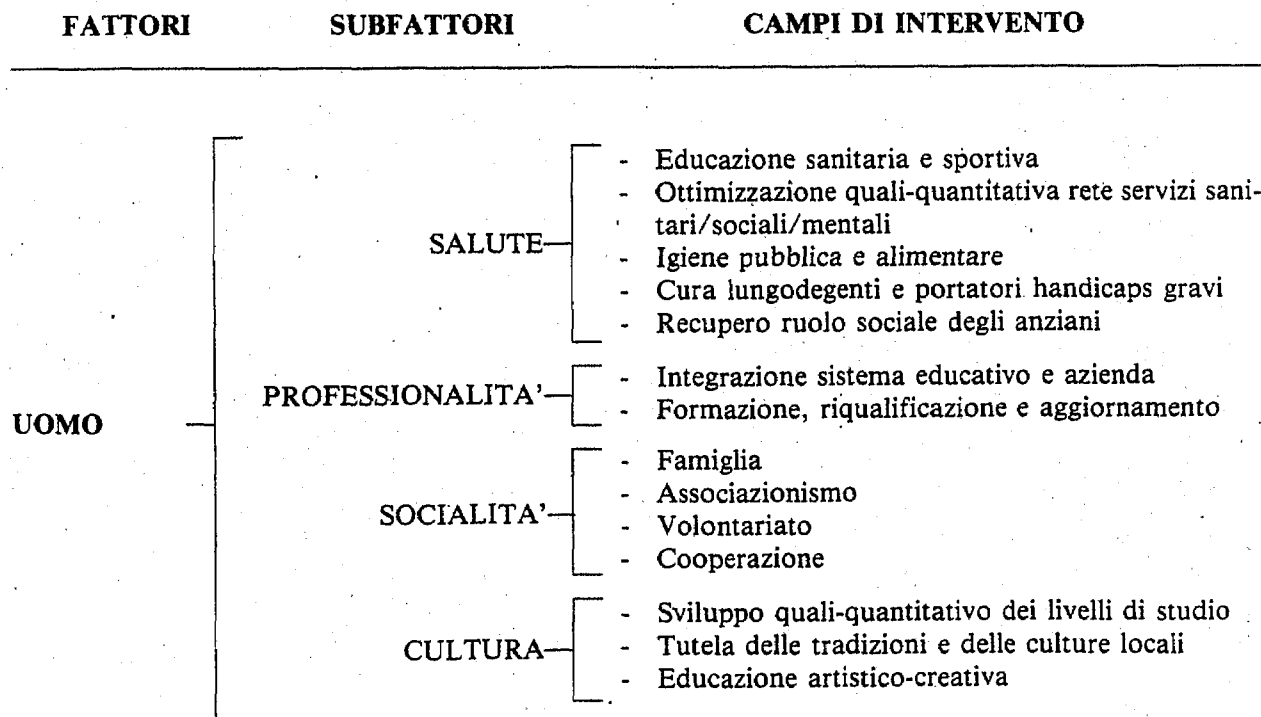 FATTORI SUBFATTORI CAMPI DI INTERVENTO
- Educazione sanitaria e sportiva
- Ottimizzazione quali-quantitativa rete servizi sani-
tari/sociali/mentali
SALUTE
- Igiene pubblica e alimentare
- Cura lungodegenti e portatori handicaps gravi
- Recupero ruolo sociale degli anziani
- Integrazione sistema educativo e azienda
PROFESSIONALITA'
- Formazione, riqualificazione e aggiornamento
UOMO
- Famiglia
- Associazionismo
SOCIALITA'
- Volontariato
- Cooperazione
- Sviluppo quali-quantitativo dei livelli di studio
CULTURA
- Tutela delle tradizioni e delle culture locali
- Educazione artistico-creativa